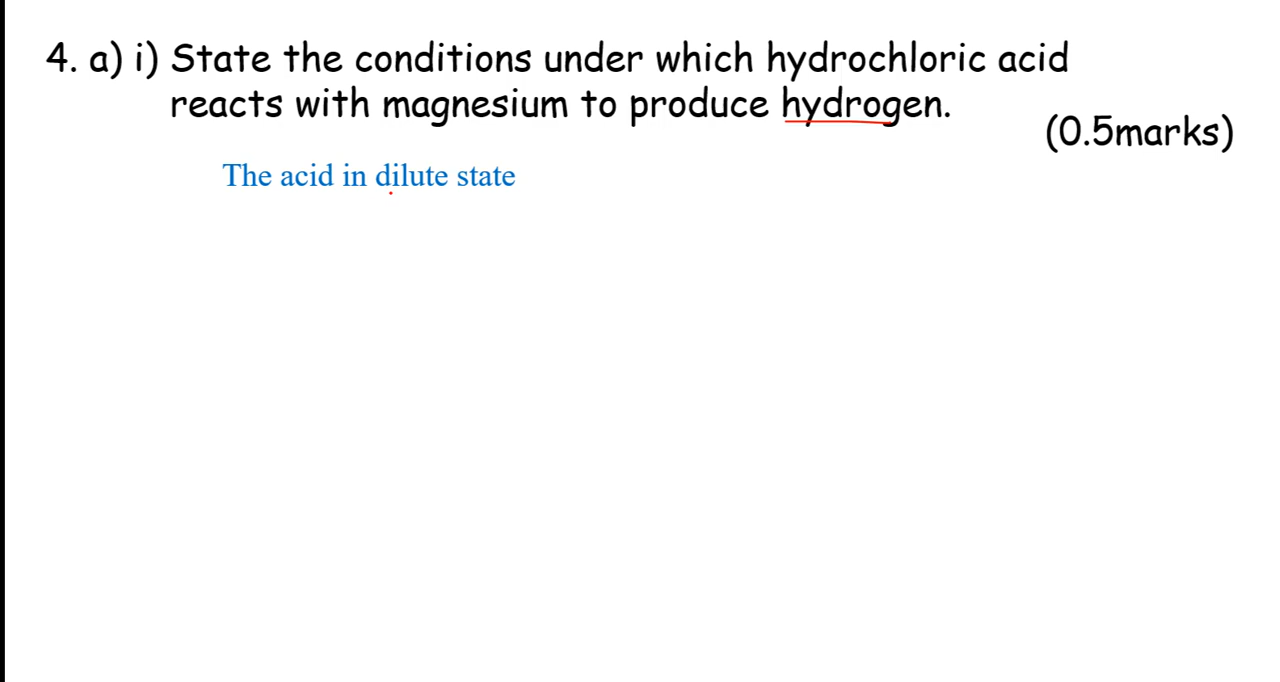 4. a) i) State the conditions under which hydrochloric acid
reacts with magnesium to produce hydrogen.
(0.5marks)
The acid in dilute state